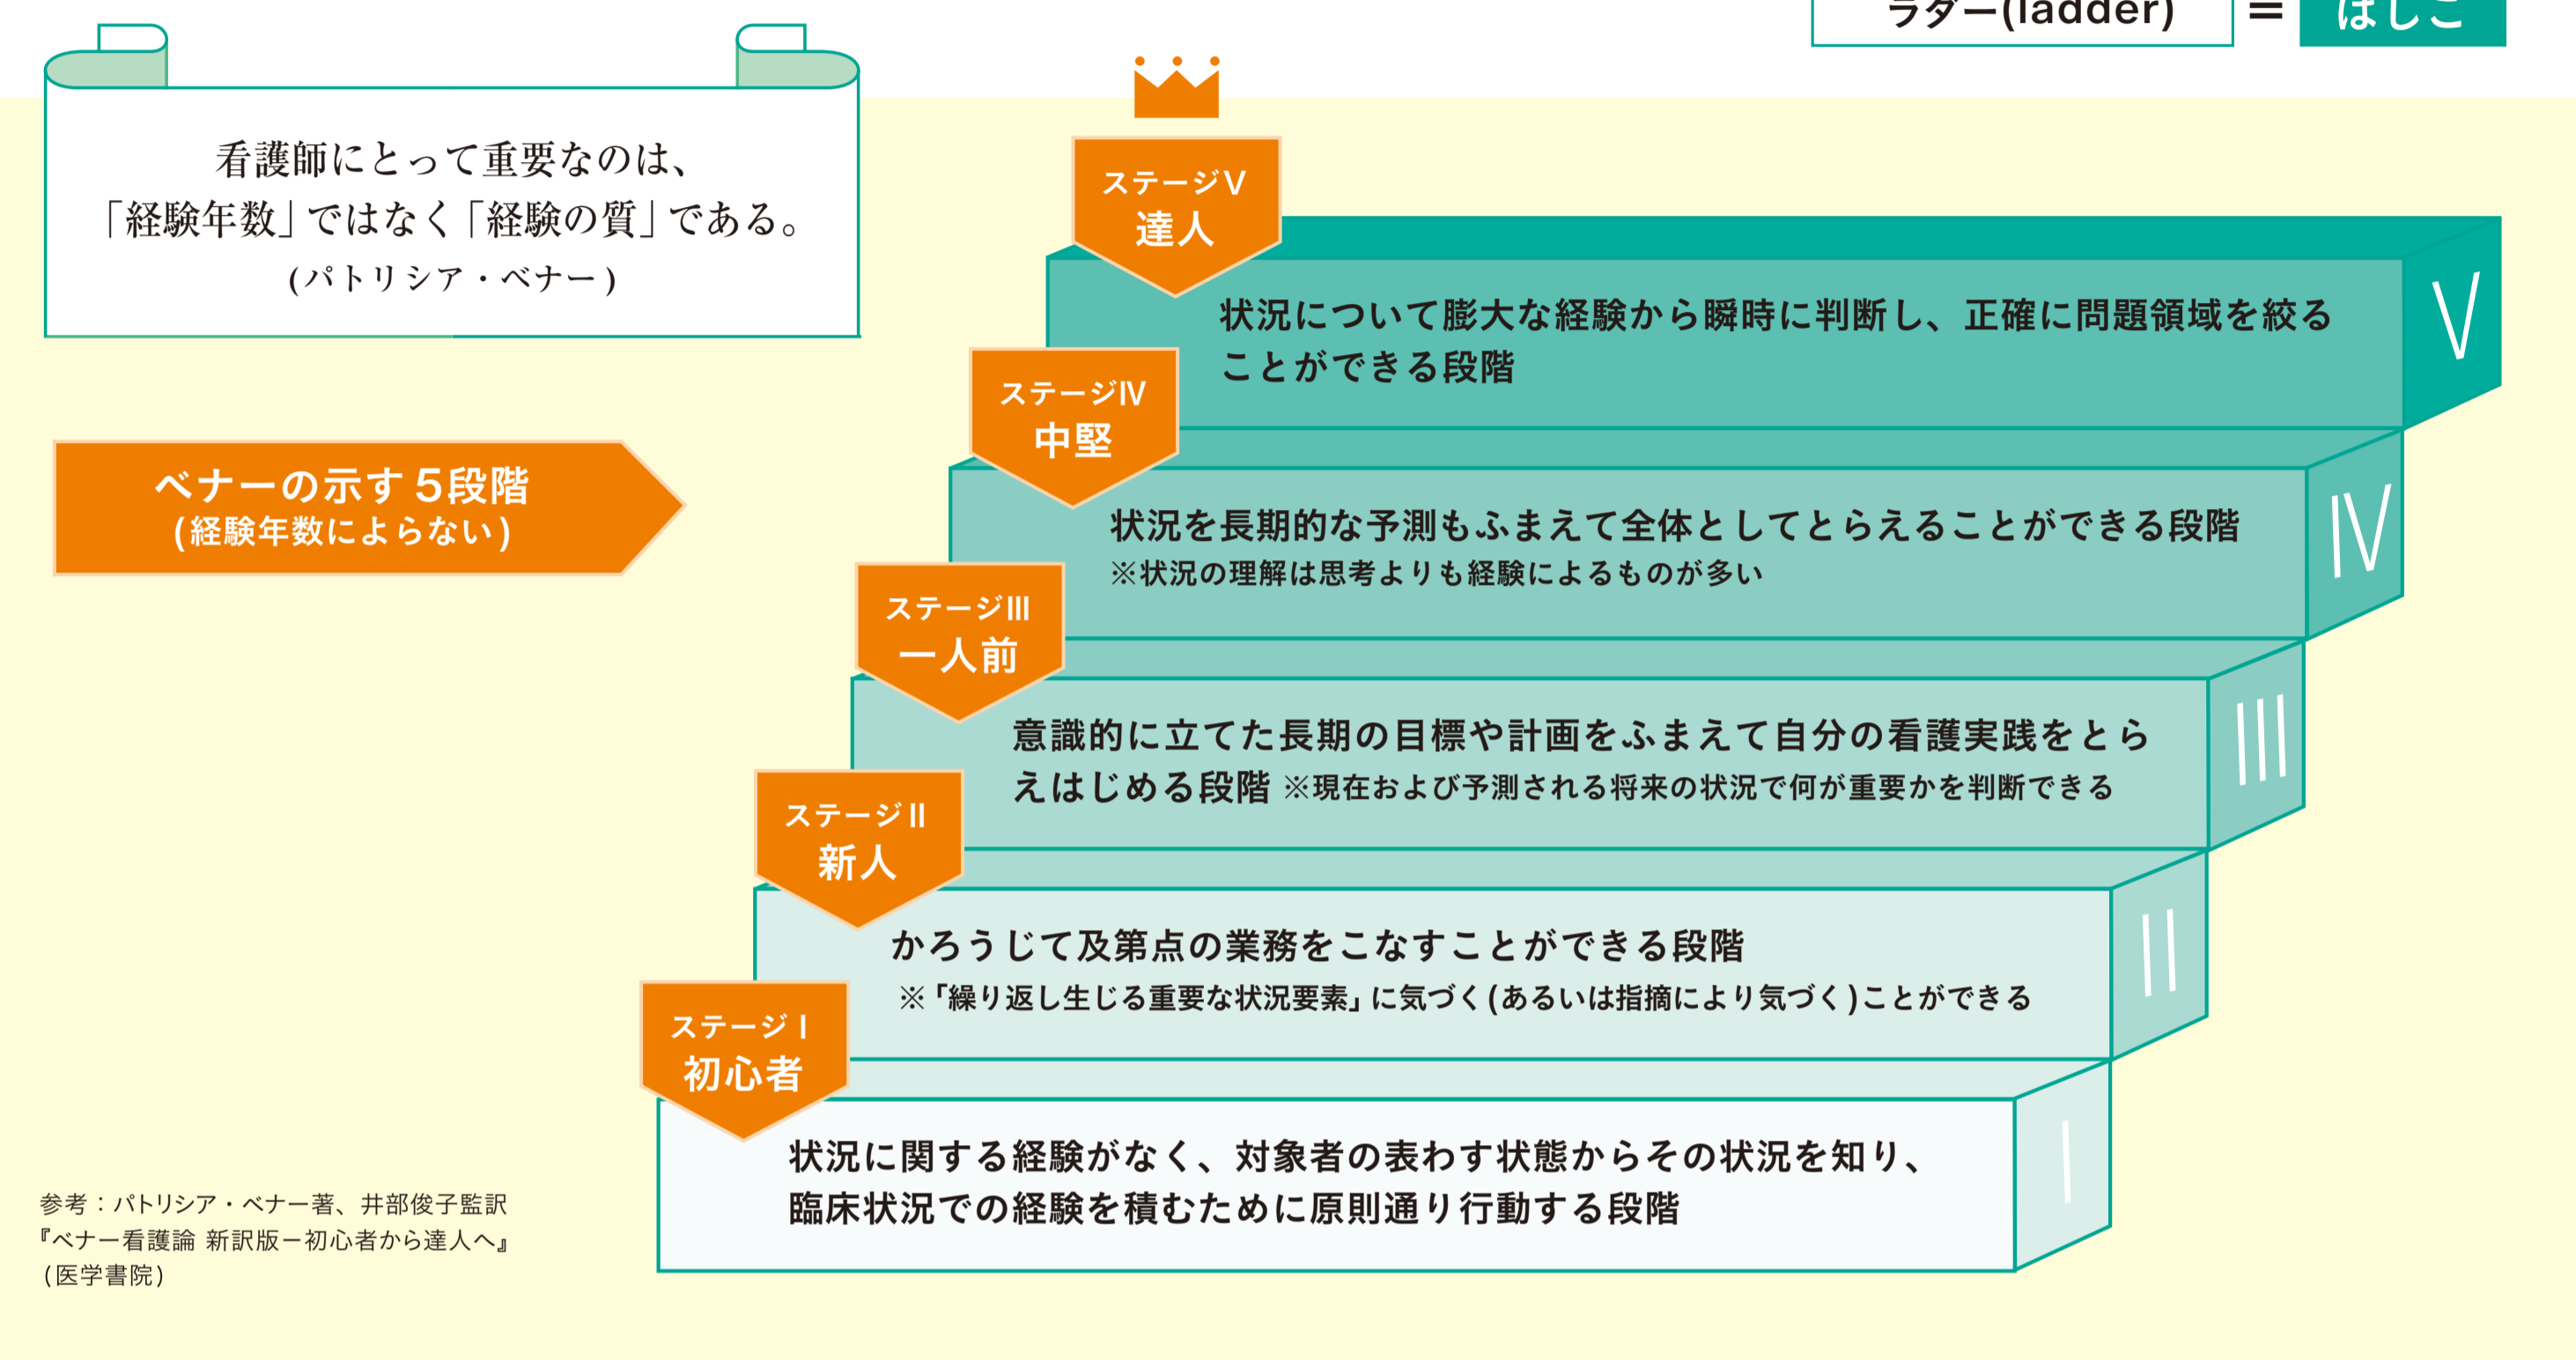 ラダー(ladder) = はしご
看護師にとって重要なのは、
「経験年数」ではなく「経験の質」である。
(パトリシア・ベナー)
ステージⅤ
達人
状況について膨大な経験から瞬時に判断し、正確に問題領域を絞る
ことができる段階
Ⅴ
ステージⅣ
中堅
状況を長期的な予測もふまえて全体としてとらえることができる段階
※状況の理解は思考よりも経験によるものが多い
Ⅳ
ベナーの示す5段階
(経験年数によらない)
ステージⅢ
一人前
意識的に立てた長期の目標や計画をふまえて自分の看護実践をとら
えはじめる段階 ※現在および予測される将来の状況で何が重要かを判断できる
Ⅲ
ステージⅡ
新人
かろうじて及第点の業務をこなすことができる段階
※「繰り返し生じる重要な状況要素」に気づく(あるいは指摘により気づく)ことができる
Ⅱ
ステージⅠ
初心者
状況に関する経験がなく、対象者の表わす状態からその状況を知り、
臨床状況での経験を積むために原則通り行動する段階
Ⅰ
参考：パトリシア・ベナー著、井部俊子監訳
『ベナー看護論 新訳版－初心者から達人へ』
(医学書院)